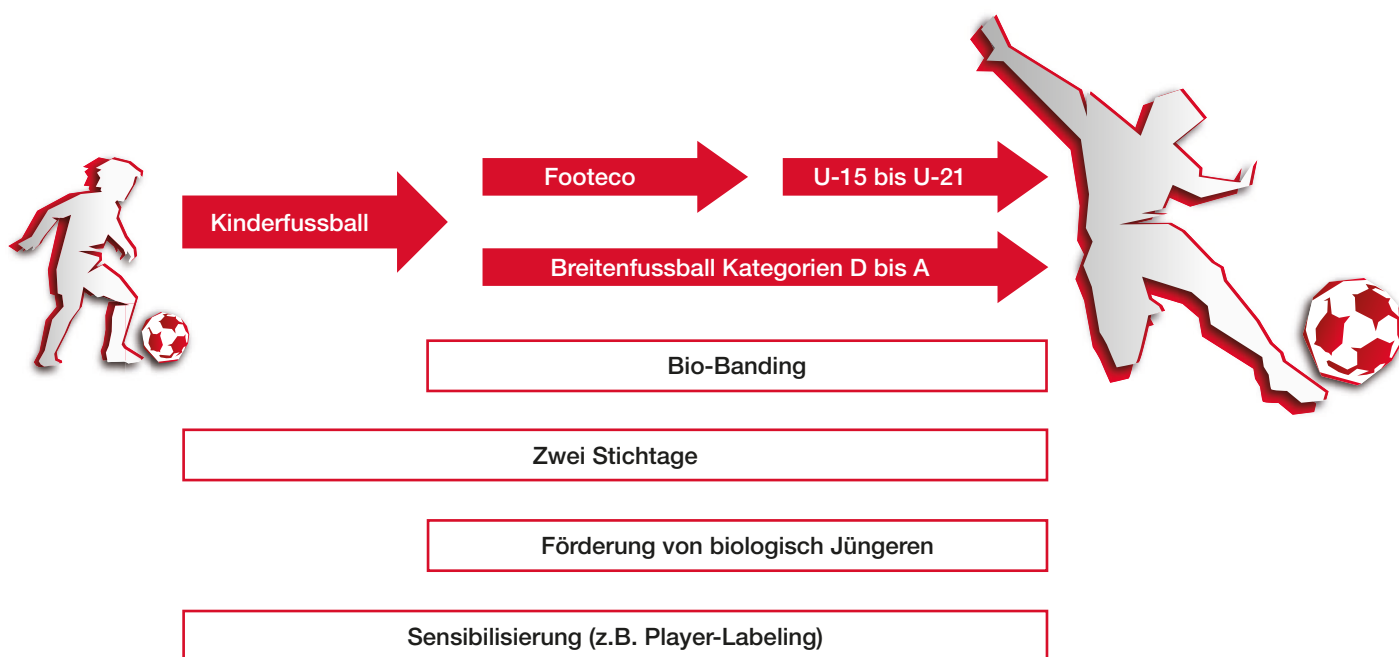 Footeco
U-15 bis U-21
Kinderfussball
Breitenfussball Kategorien D bis A
Bio-Banding
Zwei Stichtage
Förderung von biologisch Jüngeren
Sensibilisierung (z.B. Player-Labeling)